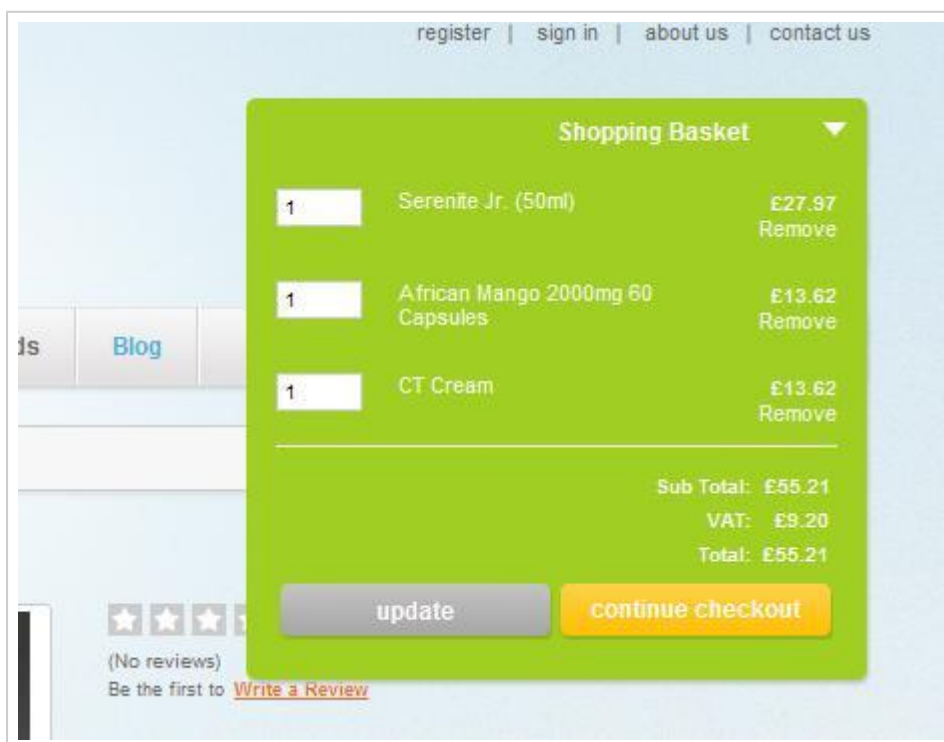 register | sign in | about us | contact us
Shopping Basket
1 Serenite Jr. (50ml) £27.97
Remove
1 African Mango 2000mg 60 £13.62
Capsules Remove
ds Blog
1 CT Cream £13.62
Remove
Sub Total: £55.21
VAT: £9.20
Total: £55.21
update continue checkout
(No reviews)
Be the first to Write a Review